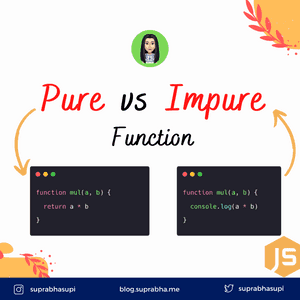 Pure vs Impure
Function
function mul(a, b) {
return a * b
}
function mul(a, b) {
console.log(a * b)
}
JS
suprabhasupi
blog.suprabha.me
suprabhasupi